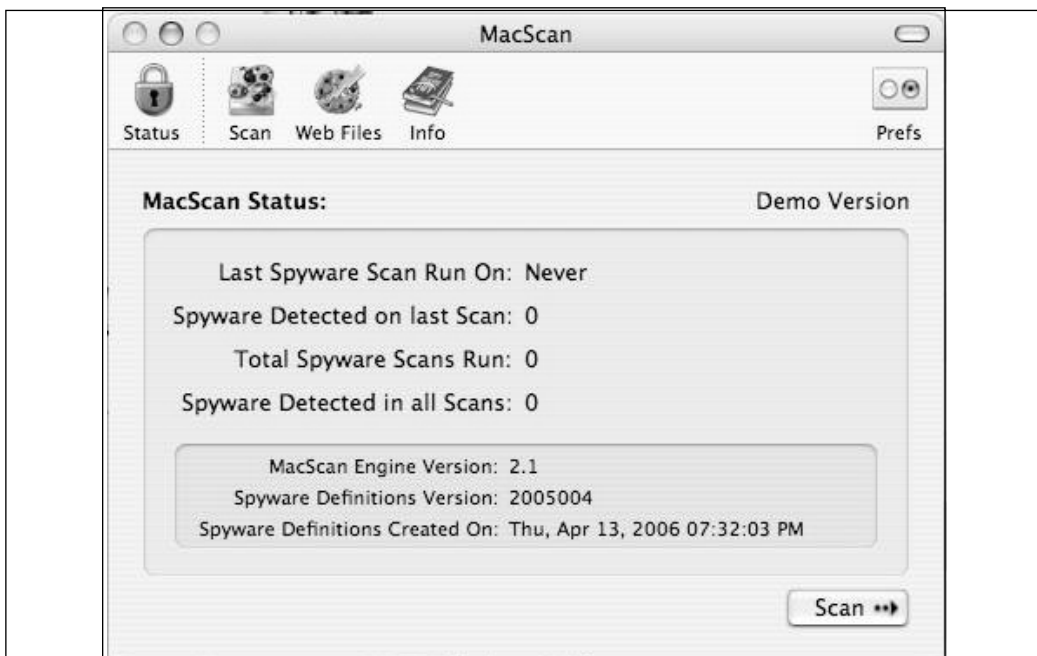 MacScan
Status Scan Web Files Info Prefs
MacScan Status: Demo Version
Last Spyware Scan Run On: Never
Spyware Detected on last Scan: 0
Total Spyware Scans Run: 0
Spyware Detected in all Scans: 0
MacScan Engine Version: 2.1
Spyware Definitions Version: 2005004
Spyware Definitions Created On: Thu, Apr 13, 2006 07:32:03 PM
Scan